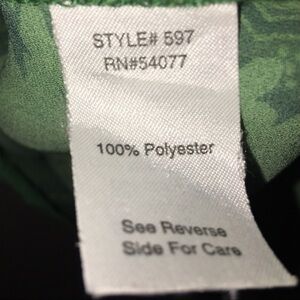 STYLE# 597
RN#54077
100% Polyester
See Reverse
Side For Care